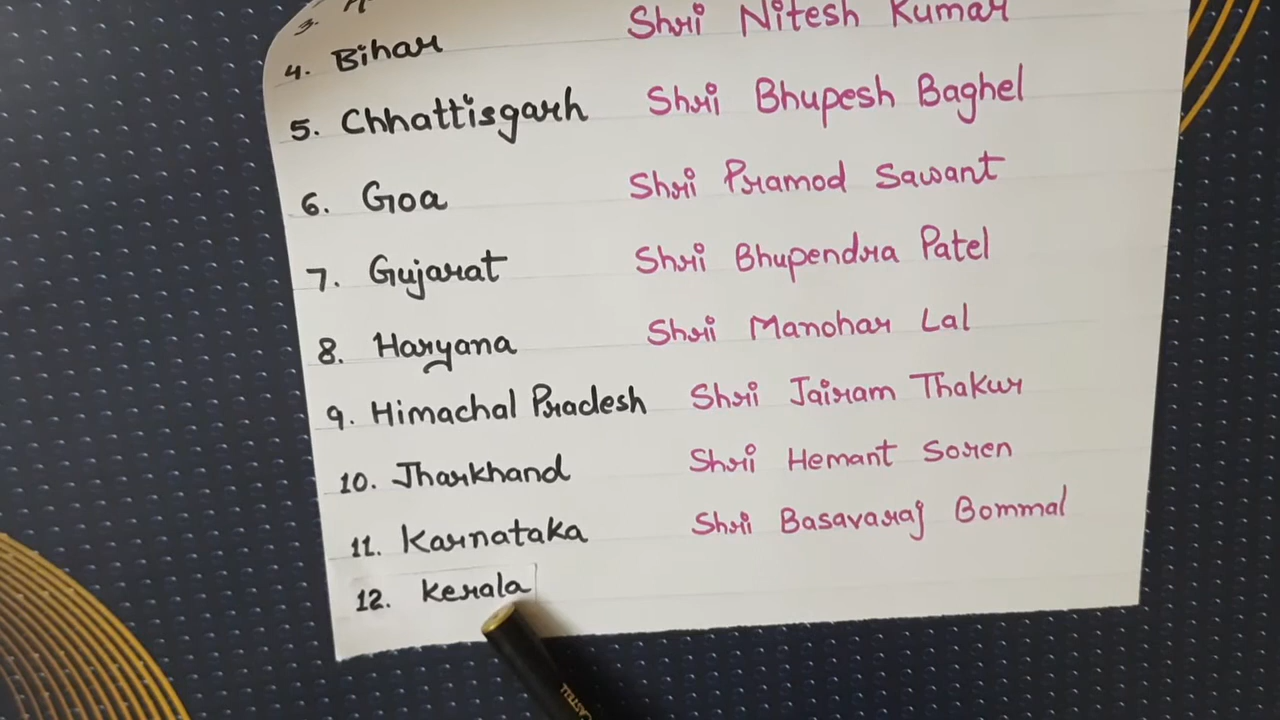 3.
4. Bihar Shri Nitesh Kumar
5. Chhattisgarh Shri Bhupesh Baghel
6. Goa Shri Pramod Sawant
7. Gujarat Shri Bhupendra Patel
8. Haryana Shri Manohar Lal
9. Himachal Pradesh Shri Jairam Thakur
10. Jharkhand Shri Hemant Soren
11. Karnataka Shri Basavaraj Bommal
12. Kerala
CASTELL